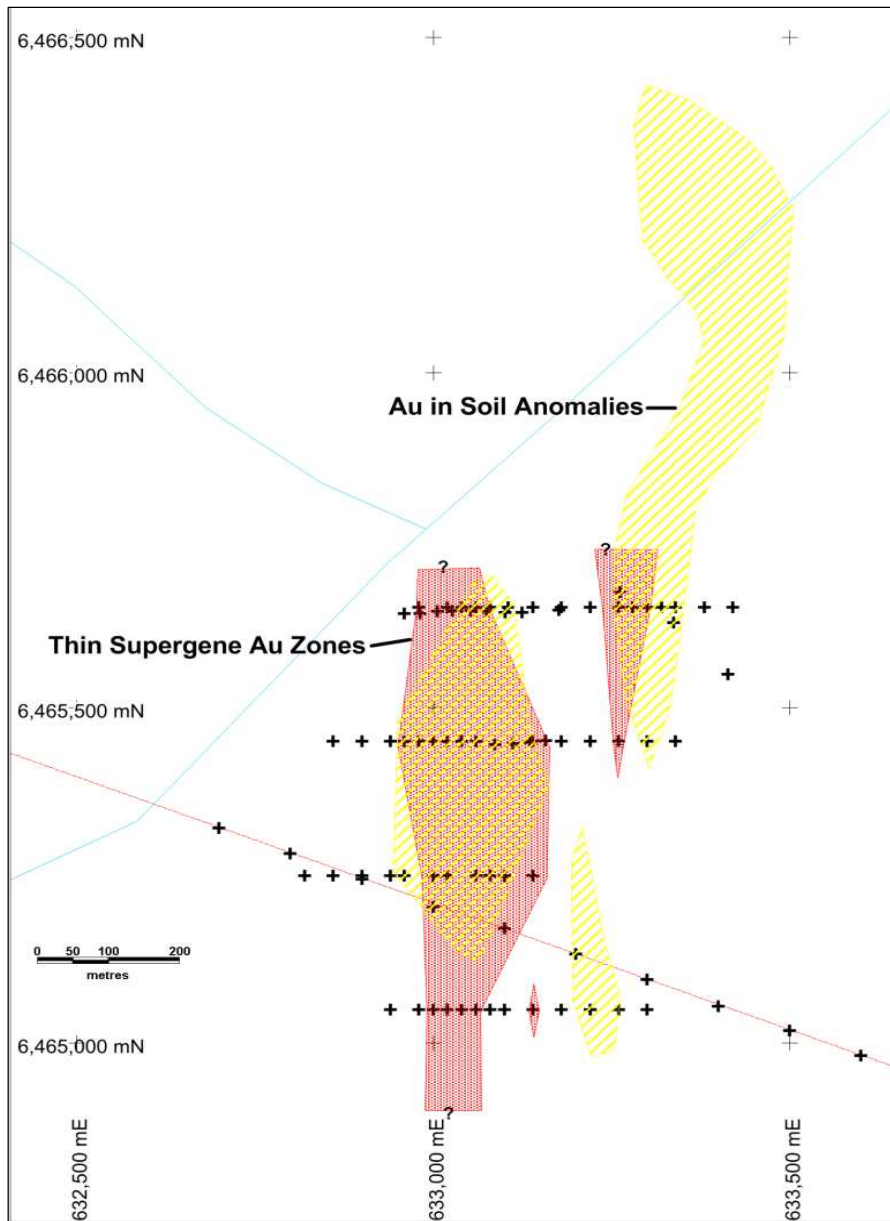 6,466,500 mN
6,466,000 mN
Au in Soil Anomalies
?
?
Thin Supergene Au Zones
6,465,500 mN
0 50 100 200
metres
6,465,000 mN
?
632,500 mE
633,000 mE
633,500 mE